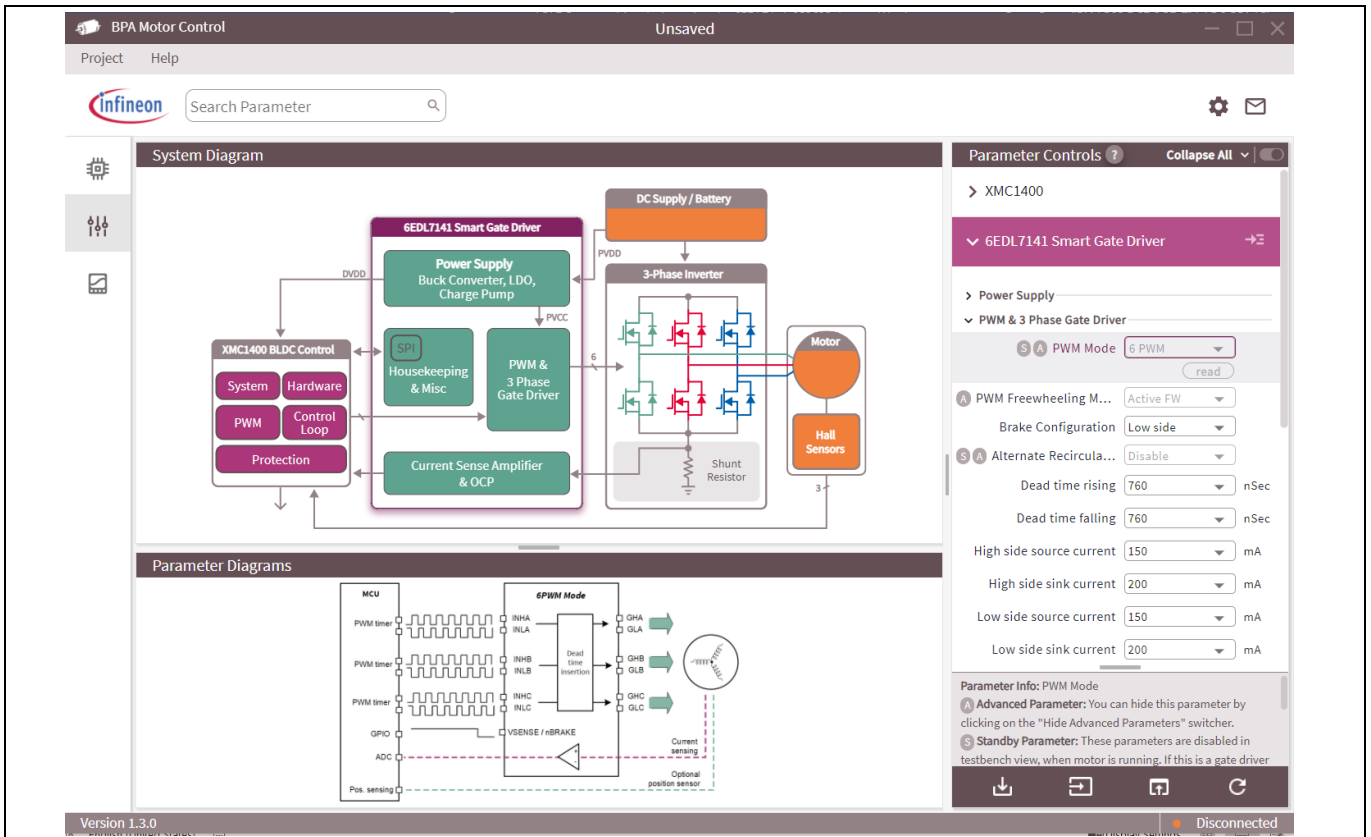 BPA Motor Control
Unsaved
Project Help
infineon
Search Parameter
System Diagram
DC Supply / Battery
6EDL7141 Smart Gate Driver
Power Supply
Buck Converter, LDO,
Charge Pump
PVDD
DVDD
3-Phase Inverter
PVCC
XMC1400 BLDC Control
SPI
Housekeeping
& Misc
PWM &
3 Phase
Gate Driver
6
Motor
System
Hardware
PWM
Control
Loop
Protection
Hall
Sensors
Current Sense Amplifier
& OCP
Shunt
Resistor
3
Parameter Diagrams
MCU
6PWM Mode
PWM timer
INHA
INLA
GHA
GLA
PWM timer
INHB
INLB
Dead
time
insertion
GHB
GLB
PWM timer
INHC
INLC
GHC
GLC
GPIO
VSENSE / nBRAKE
ADC
Current
sensing
Pos. sensing
Optional
position sensor
Parameter Controls ?
Collapse All
XMC1400
6EDL7141 Smart Gate Driver
Power Supply
PWM & 3 Phase Gate Driver
S A PWM Mode 6 PWM
read
A PWM Freewheeling M... Active FW
Brake Configuration Low side
S A Alternate Recircula... Disable
Dead time rising 760 nSec
Dead time falling 760 nSec
High side source current 150 mA
High side sink current 200 mA
Low side source current 150 mA
Low side sink current 200 mA
Parameter Info: PWM Mode
A Advanced Parameter: You can hide this parameter by
clicking on the "Hide Advanced Parameters" switcher.
S Standby Parameter: These parameters are disabled in
testbench view, when motor is running. If this is a gate driver
Version 1.3.0
Disconnected